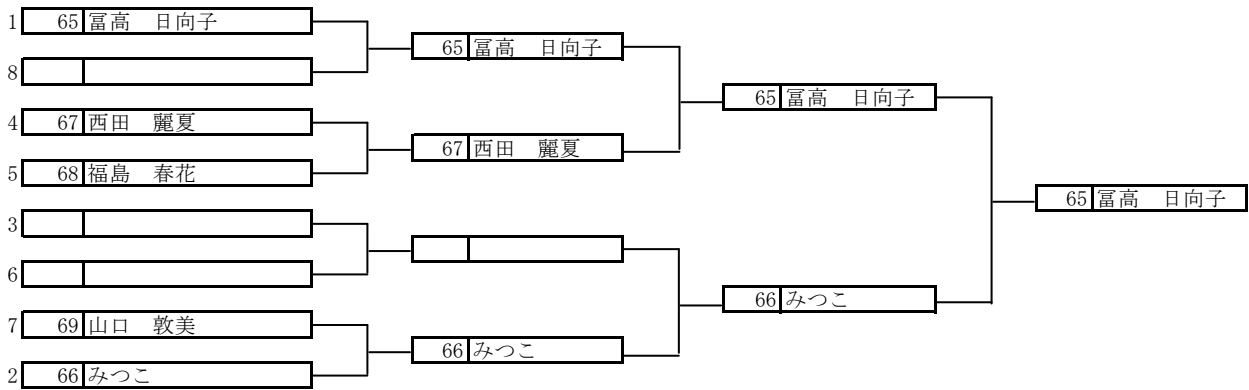 1 65 冨高　日向子
65 冨高　日向子
8
65 冨高　日向子
4 67 西田　麗夏
67 西田　麗夏
5 68 福島　春花
65 冨高　日向子
3
6
66 みつこ
7 69 山口　敦美
66 みつこ
2 66 みつこ